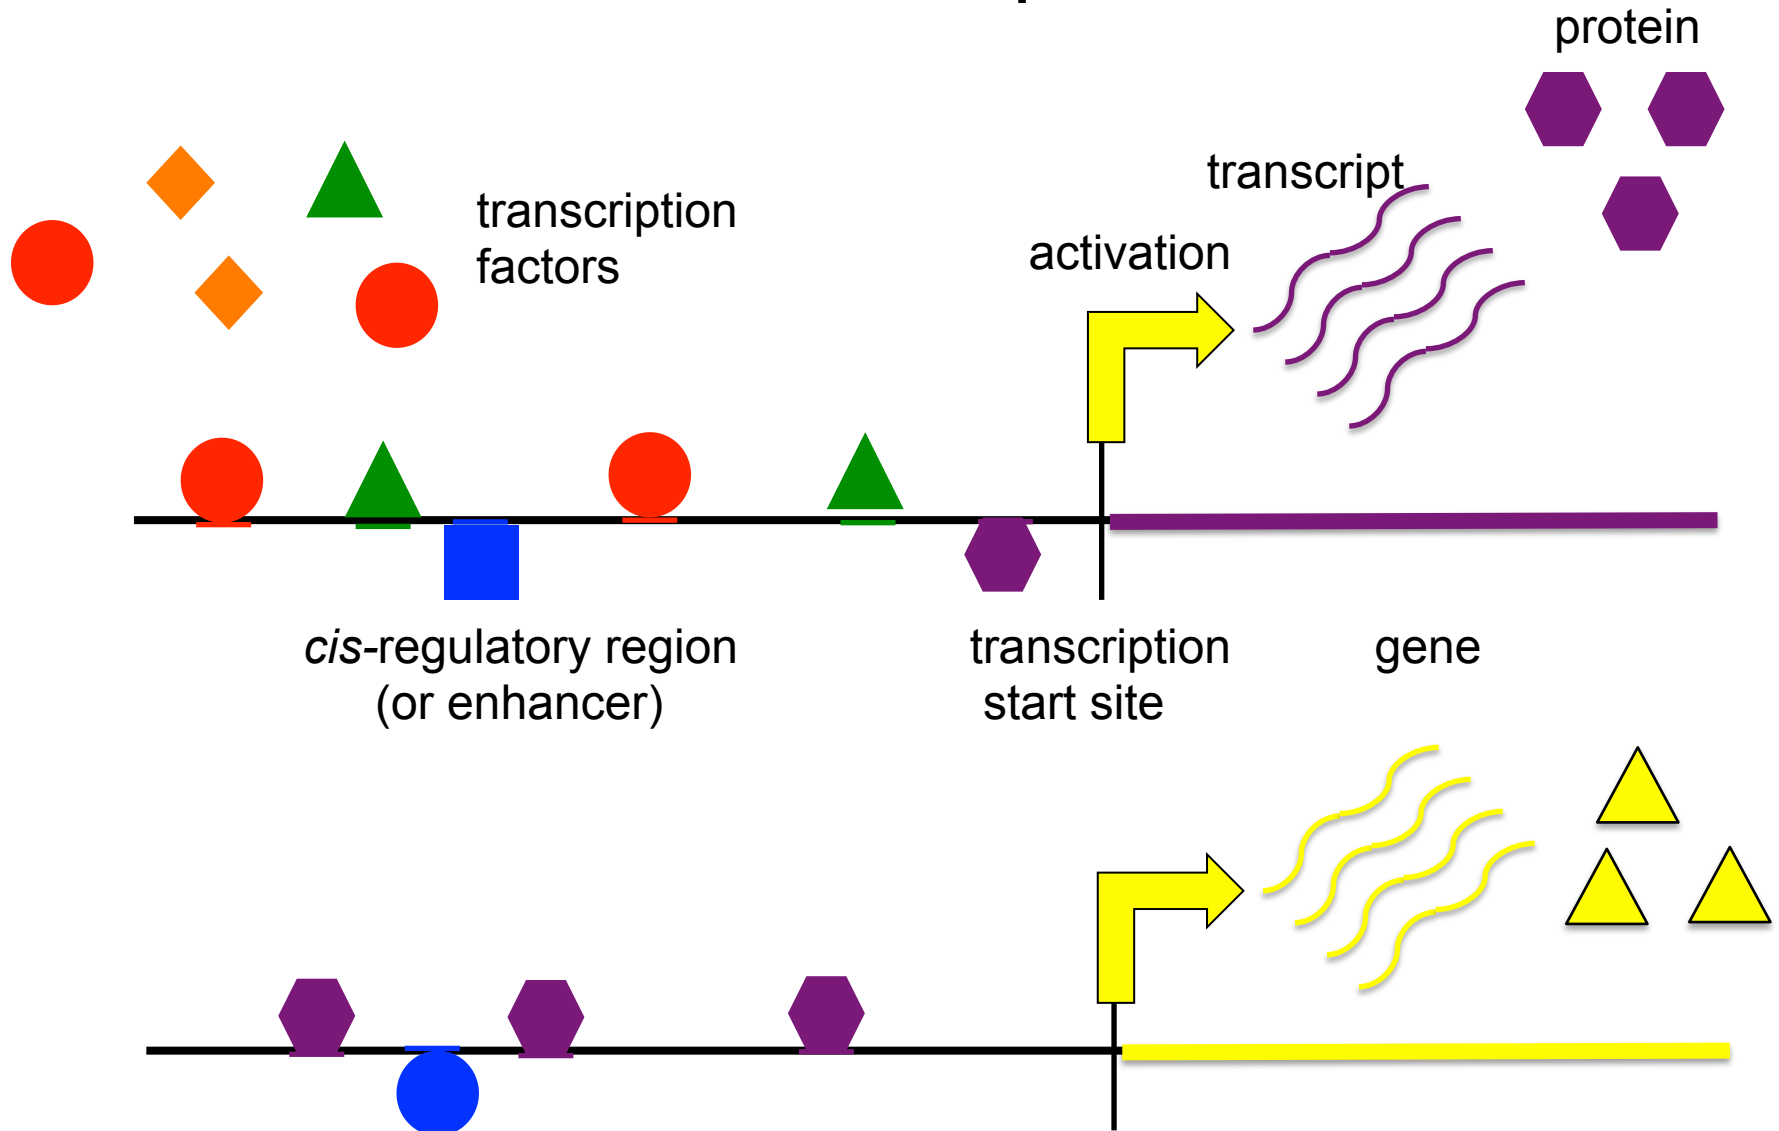 protein
transcript
transcription
factors
activation
cis-regulatory region
(or enhancer)
transcription
start site
gene